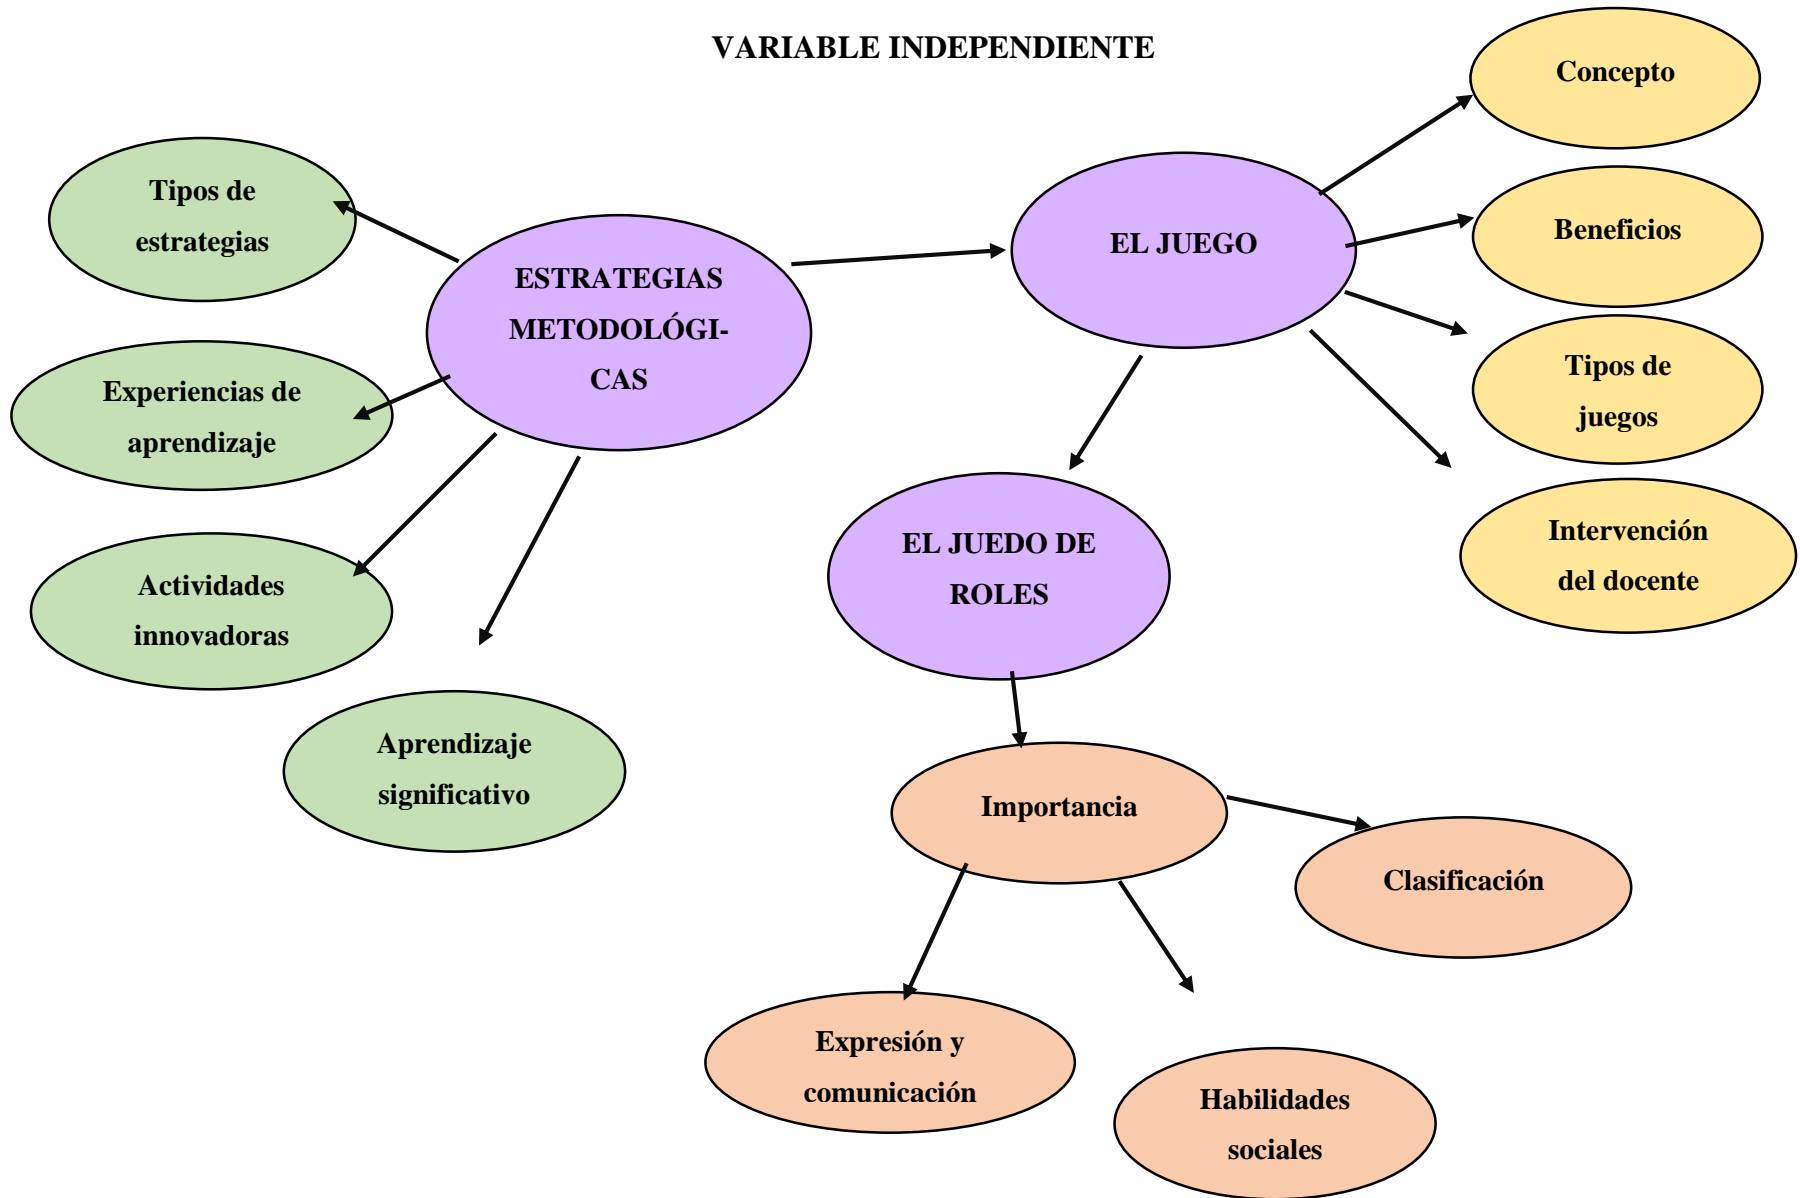 VARIABLE INDEPENDIENTE
Concepto
Tipos de
estrategias
Beneficios
EL JUEGO
ESTRATEGIAS
METODOLÓGI-
CAS
Tipos de
juegos
Experiencias de
aprendizaje
EL JUEDO DE
ROLES
Intervención
del docente
Actividades
innovadoras
Aprendizaje
significativo
Importancia
Clasificación
Expresión y
comunicación
Habilidades
sociales